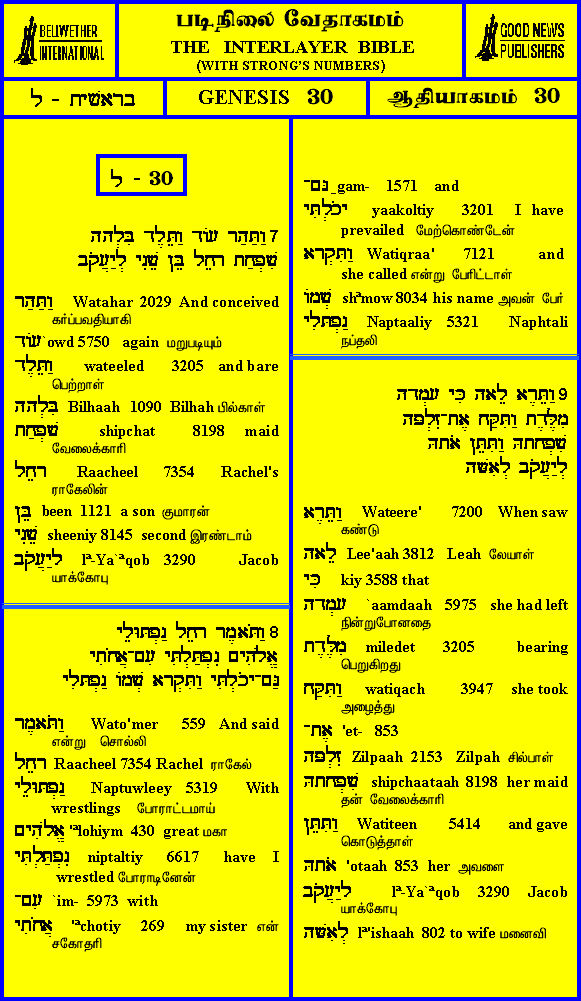 BELLWETHER
INTERNATIONAL
படிநிலை வேதாகமம்
THE INTERLAYER BIBLE
(WITH STRONG'S NUMBERS)
GOOD NEWS
PUBLISHERS
בראשית - ל
GENESIS 30
ஆதியாகமம் 30
ל - 30
7 וַתַּהַר עוֹד וַתֵּלֶד בִּלְהָה
שִׁפְחַת רָחֵל בֵּן שֵׁנִי לְיַעֲקֹב
וַתַּהַר Watahar 2029 And conceived
கர்ப்பவதியாகி
עוֹד `owd 5750 again மறுபடியும்
וַתֵּלֶד wateeled 3205 and bare
பெற்றாள்
בִּלְהָה Bilhaah 1090 Bilhah பில்காள்
שִׁפְחַת shipchat 8198 maid
வேலைக்காரி
רָחֵל Raacheel 7354 Rachel's
ராகேலின்
בֵּן been 1121 a son குமாரன்
שֵׁנִי sheeniy 8145 second இரண்டாம்
לְיַעֲקֹב lª-Ya`ªqob 3290 Jacob
யாக்கோபு
8 וַתֹּאמֶר רָחֵל נַפְתּוּלֵי
אֱלֹהִים נִפְתַּלְתִּי עִם־אֲחֹתִי
גַּם־יָכֹלְתִּי וַתִּקְרָא שְׁמוֹ נַפְתָּלִי
וַתֹּאמֶר Wato'mer 559 And said
என்று சொல்லி
רָחֵל Raacheel 7354 Rachel ராகேல்
נַפְתּוּלֵי Naptuwleey 5319 With
wrestlings போராட்டமாய்
אֱלֹהִים 'ªlohiym 430 great மகா
נִפְתַּלְתִּי niptaltiy 6617 have I
wrestled போராடினேன்
עִם־ `im- 5973 with
אֲחֹתִי 'ªchotiy 269 my sister என்
சகோதரி
גַּם־ _gam- 1571 and
יָכֹלְתִּי yaakoltiy 3201 I have
prevailed மேற்கொண்டேன்
וַתִּקְרָא Watiqraa' 7121 and
she called என்று பேரிட்டாள்
שְׁמוֹ shªmow 8034 his name அவன் பேர்
נַפְתָּלִי Naptaaliy 5321 Naphtali
நப்தலி
9 וַתֵּרֶא לֵאָה כִּי עָמְדָה
מִלֶּדֶת וַתִּקַּח אֶת־זִלְפָּה
שִׁפְחָתָהּ וַתִּתֵּן אֹתָהּ
לְיַעֲקֹב לְאִשָּׁה
וַתֵּרֶא Wateere' 7200 When saw
கண்டு
לֵאָה Lee'aah 3812 Leah லேயாள்
כִּי kiy 3588 that
עָמְדָה `aamdaah 5975 she had left
நின்றுபோனதை
מִלֶּדֶת miledet 3205 bearing
பெறுகிறது
וַתִּקַּח watiqach 3947 she took
அழைத்து
אֶת־ 'et- 853
זִלְפָּה Zilpaah 2153 Zilpah சில்பாள்
שִׁפְחָתָהּ shipchaataah 8198 her maid
தன் வேலைக்காரி
וַתִּתֵּן Watiteen 5414 and gave
கொடுத்தாள்
אֹתָהּ 'otaah 853 her அவளை
לְיַעֲקֹב lª-Ya`ªqob 3290 Jacob
யாக்கோபு
לְאִשָּׁה lª'ishaah 802 to wife மனைவி